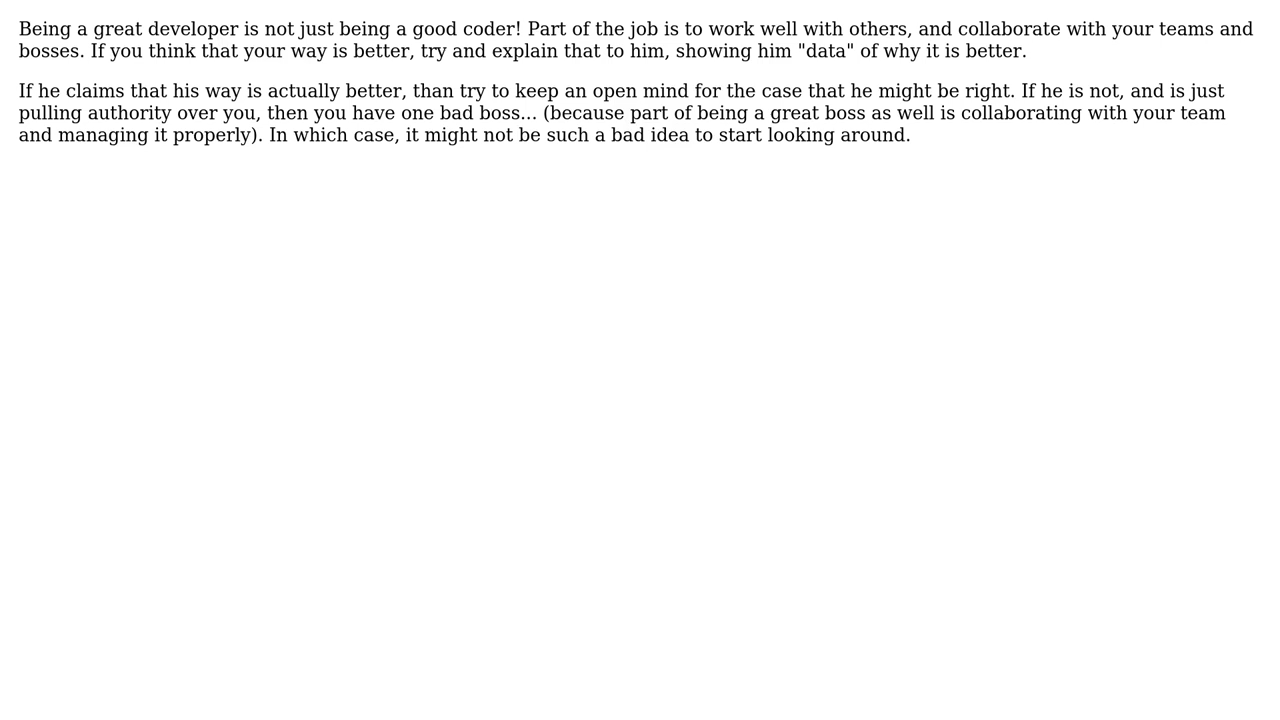 Being a great developer is not just being a good coder! Part of the job is to work well with others, and collaborate with your teams and
bosses. If you think that your way is better, try and explain that to him, showing him "data" of why it is better.
If he claims that his way is actually better, than try to keep an open mind for the case that he might be right. If he is not, and is just
pulling authority over you, then you have one bad boss... (because part of being a great boss as well is collaborating with your team
and managing it properly). In which case, it might not be such a bad idea to start looking around.